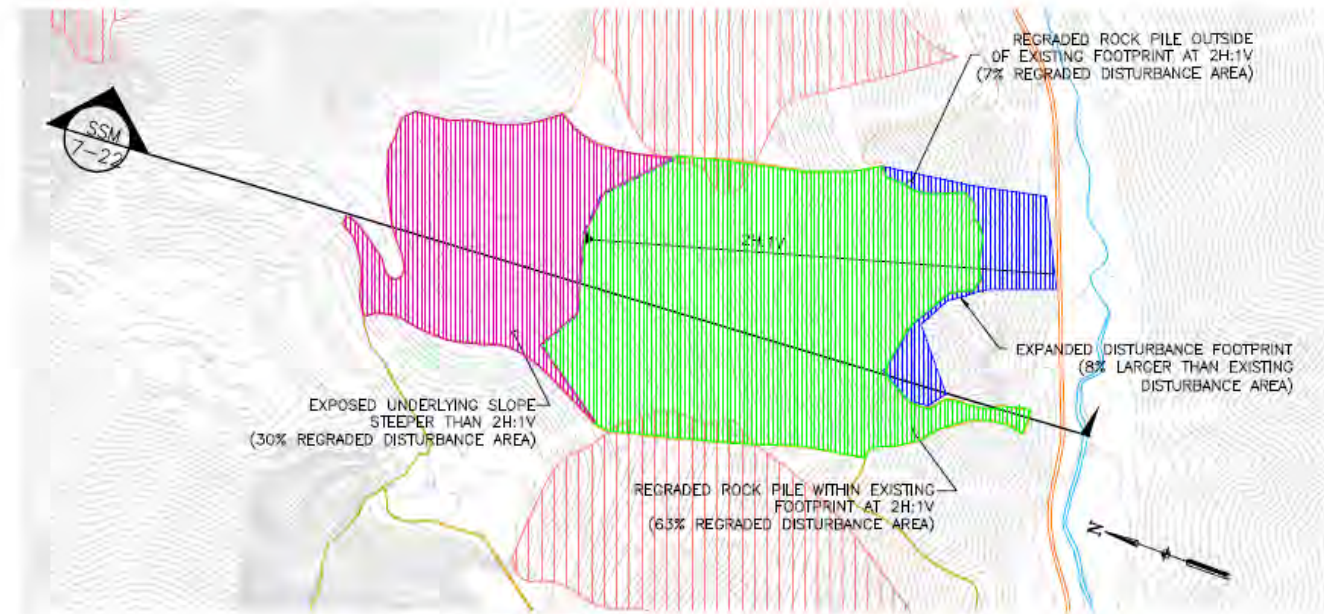 REGRADED ROCK PILE OUTSIDE
OF EXISTING FOOTPRINT AT 2H:1V
(7% REGRADED DISTURBANCE AREA)
SSM
7-22
2H:1V
EXPANDED DISTURBANCE FOOTPRINT
(8% LARGER THAN EXISTING
DISTURBANCE AREA)
EXPOSED UNDERLYING SLOPE
STEEPER THAN 2H:1V
(30% REGRADED DISTURBANCE AREA)
REGRADED ROCK PILE WITHIN EXISTING
FOOTPRINT AT 2H:1V
(63% REGRADED DISTURBANCE AREA)
N